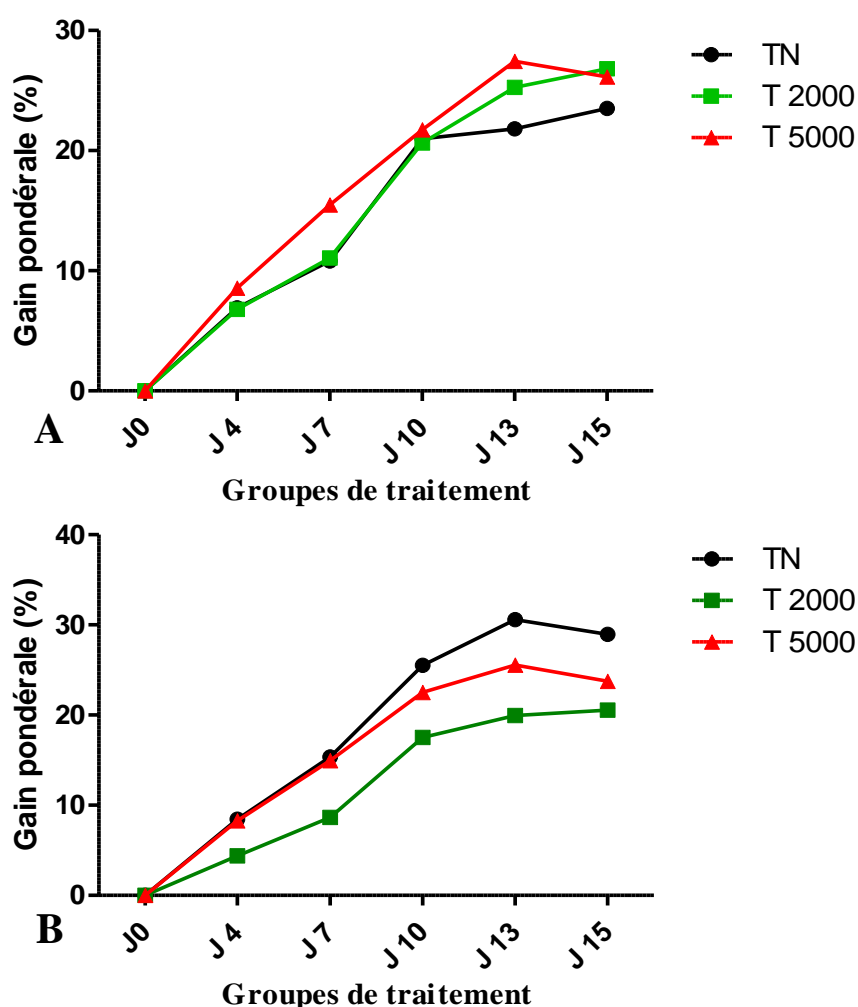 Gain pondérale (%)
30
20
10
0
TN
T 2000
T 5000
J0
J 4
J 7
J 10
J 13
J 15
A
Groupes de traitement
Gain pondérale (%)
40
30
20
10
0
TN
T 2000
T 5000
J0
J 4
J 7
J 10
J 13
J 15
B
Groupes de traitement